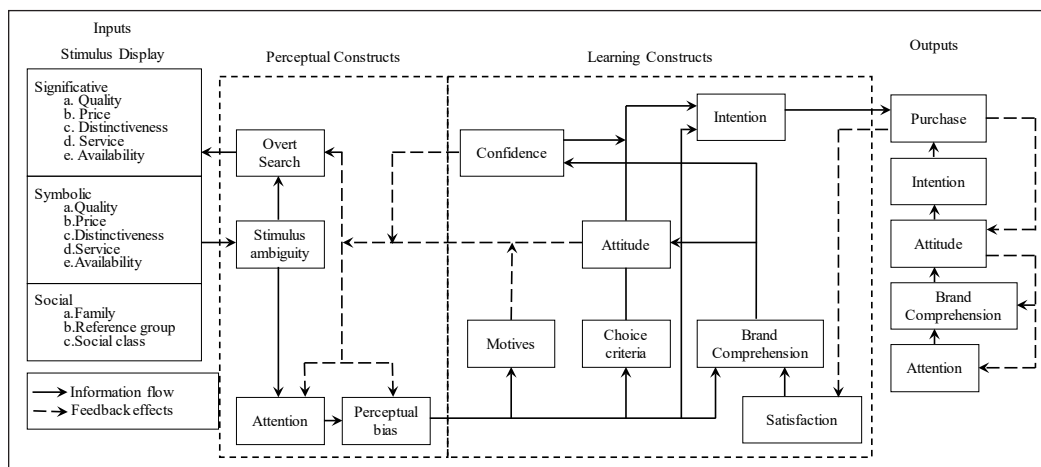 Inputs
Stimulus Display
Perceptual Constructs
Learning Constructs
Outputs
Significative
a. Quality
b. Price
c. Distinctiveness
d. Service
e. Availability
Symbolic
a.Quality
b.Price
c.Distinctiveness
d.Service
e.Availability
Social
a.Family
b.Reference group
c.Social class
Information flow
Feedback effects
Overt
Search
Stimulus
ambiguity
Attention
Perceptual
bias
Confidence
Intention
Attitude
Motives
Choice
criteria
Brand
Comprehension
Satisfaction
Purchase
Intention
Attitude
Brand
Comprehension
Attention